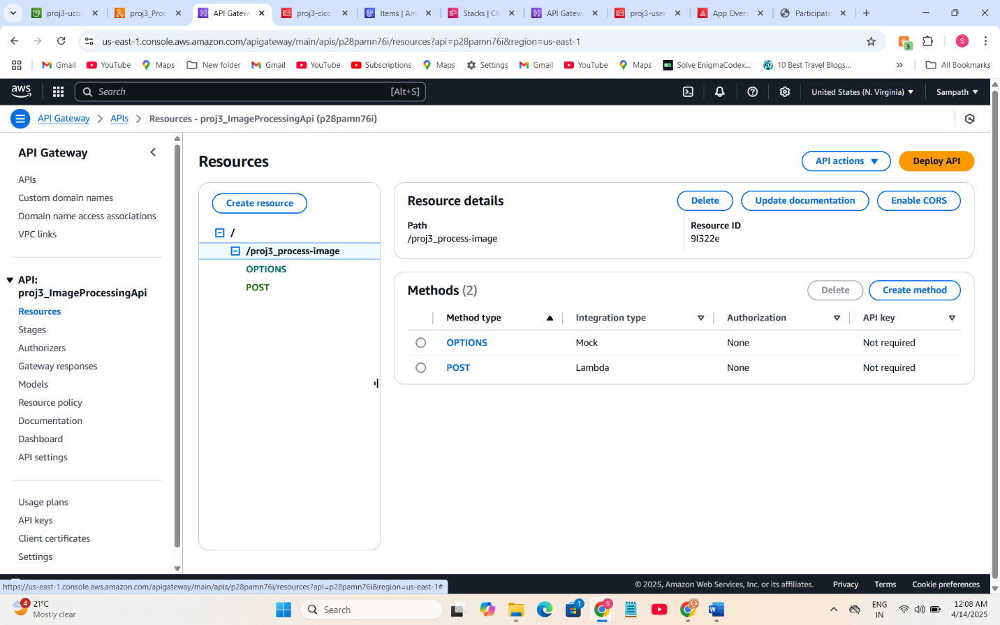 proj3-uco-
proj3_Proc
API Gatew
proj3-cicc-
Items | Am
Stacks | Cl
API Gatew
proj3-user
App Over
Participatic
us-east-1.console.aws.amazon.com/apigateway/main/apis/p28pamn76i/resources?api=p28pamn76i&region=us-east-1
3
S
Gmail
YouTube
Maps
New folder
Gmail
YouTube
Subscriptions
Maps
Settings
Gmail
YouTube
Maps
Solve EnigmaCodex...
10 Best Travel Blogs...
»
All Bookmarks
aws
Search
[Alt+S]
United States (N. Virginia)
Sampath
API Gateway
APIs
Resources - proj3_ImageProcessingApi (p28pamn76i)
API Gateway
APIs
Custom domain names
Domain name access associations
VPC links
API:
proj3_ImageProcessingApi
Resources
Stages
Authorizers
Gateway responses
Models
Resource policy
Documentation
Dashboard
API settings
Usage plans
API keys
Client certificates
Settings
Resources
API actions
Deploy API
Create resource
/
/proj3_process-image
OPTIONS
POST
Resource details
Delete
Update documentation
Enable CORS
Path
/proj3_process-image
Resource ID
9l322e
Methods (2)
Delete
Create method
Method type
Integration type
Authorization
API key
OPTIONS
Mock
None
Not required
POST
Lambda
None
Not required
https://us-east-1.console.aws.amazon.com/apigateway/main/apis/p28pamn76i/resources?api=p28pamn76i&region=us-east-1#
© 2025, Amazon Web Services, Inc. or its affiliates.
Privacy
Terms
Cookie preferences
4
21°C
Mostly clear
Search
1
S
ENG
IN
12:08 AM
4/14/2025